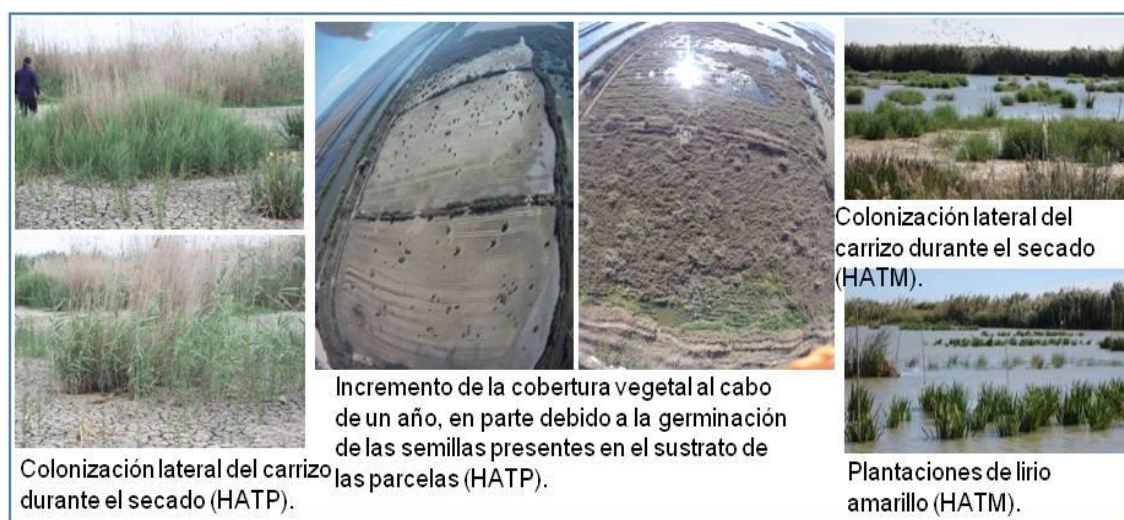 Colonización lateral del carrizo
durante el secado (HATP).
Incremento de la cobertura vegetal al cabo
de un año, en parte debido a la germinación
de las semillas presentes en el sustrato de
las parcelas (HATP).
Colonización lateral del
carrizo durante el secado
(HATM).
Plantaciones de lirio
amarillo (HATM).